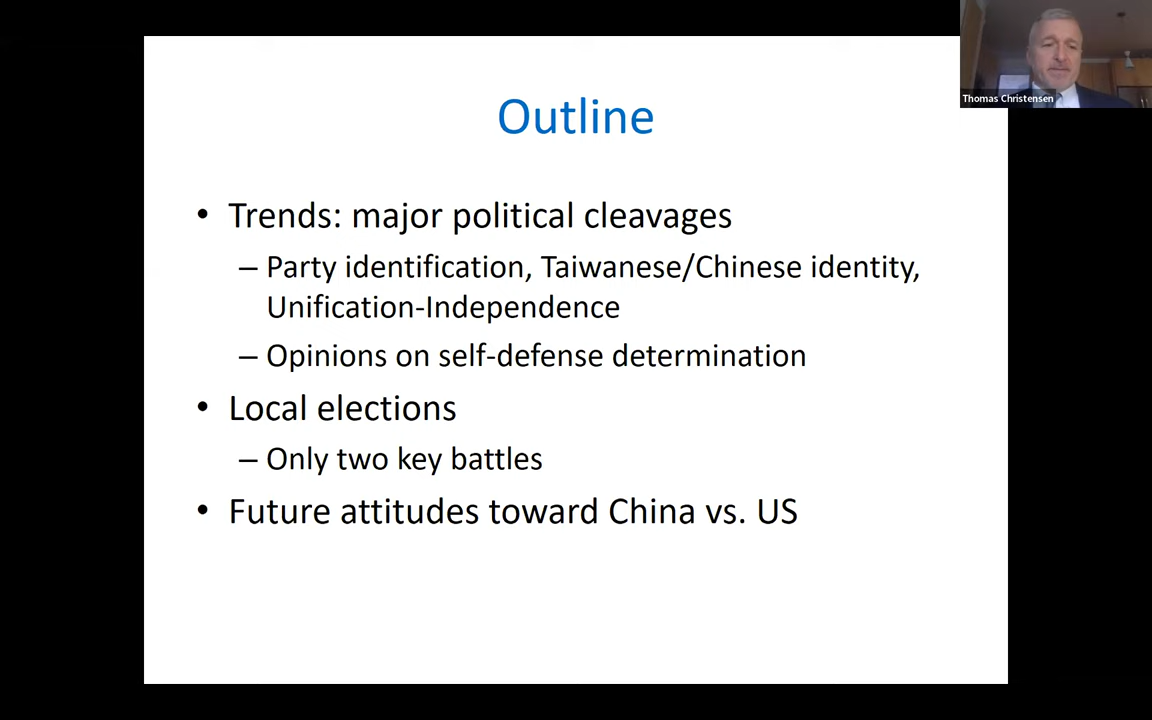 Outline
Thomas Christensen
• Trends: major political cleavages
– Party identification, Taiwanese/Chinese identity,
Unification-Independence
– Opinions on self-defense determination
• Local elections
– Only two key battles
• Future attitudes toward China vs. US